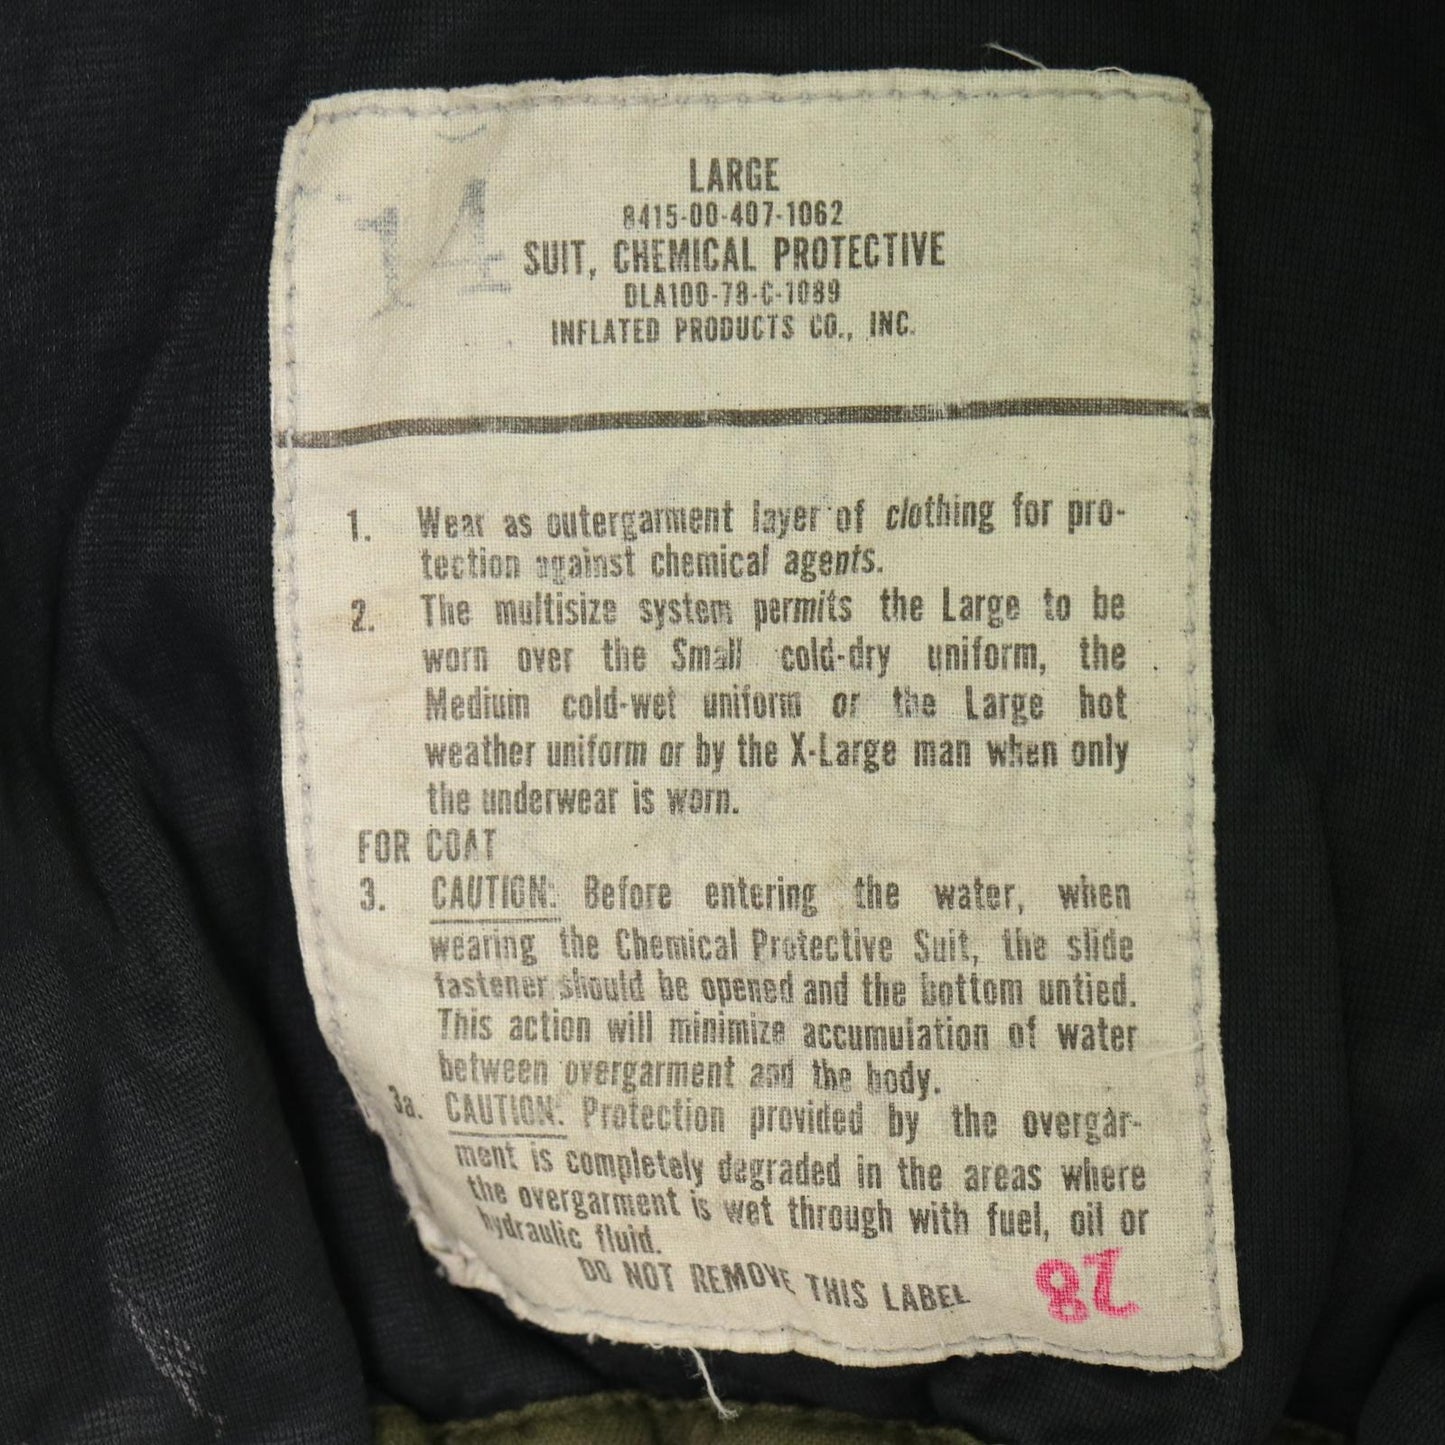 14
LARGE
8415-00-407-1062
SUIT, CHEMICAL PROTECTIVE
DLA100-78-C-1089
INFLATED PRODUCTS CO., INC.
1. Wear as outergarment layer of clothing for pro-
tection against chemical agents.
2. The multisize system permits the Large to be
worn over the Small cold-dry uniform, the
Medium cold-wet uniform or the Large hot
weather uniform or by the X-Large man when only
the underwear is worn.
FOR COAT
3. CAUTION: Before entering the water, when
wearing the Chemical Protective Suit, the slide
fastener should be opened and the bottom untied.
This action will minimize accumulation of water
between overgarment and the body.
3a. CAUTION: Protection provided by the overgar-
ment is completely degraded in the areas where
the overgarment is wet through with fuel, oil or
hydraulic fluid.
DO NOT REMOVE THIS LABEL